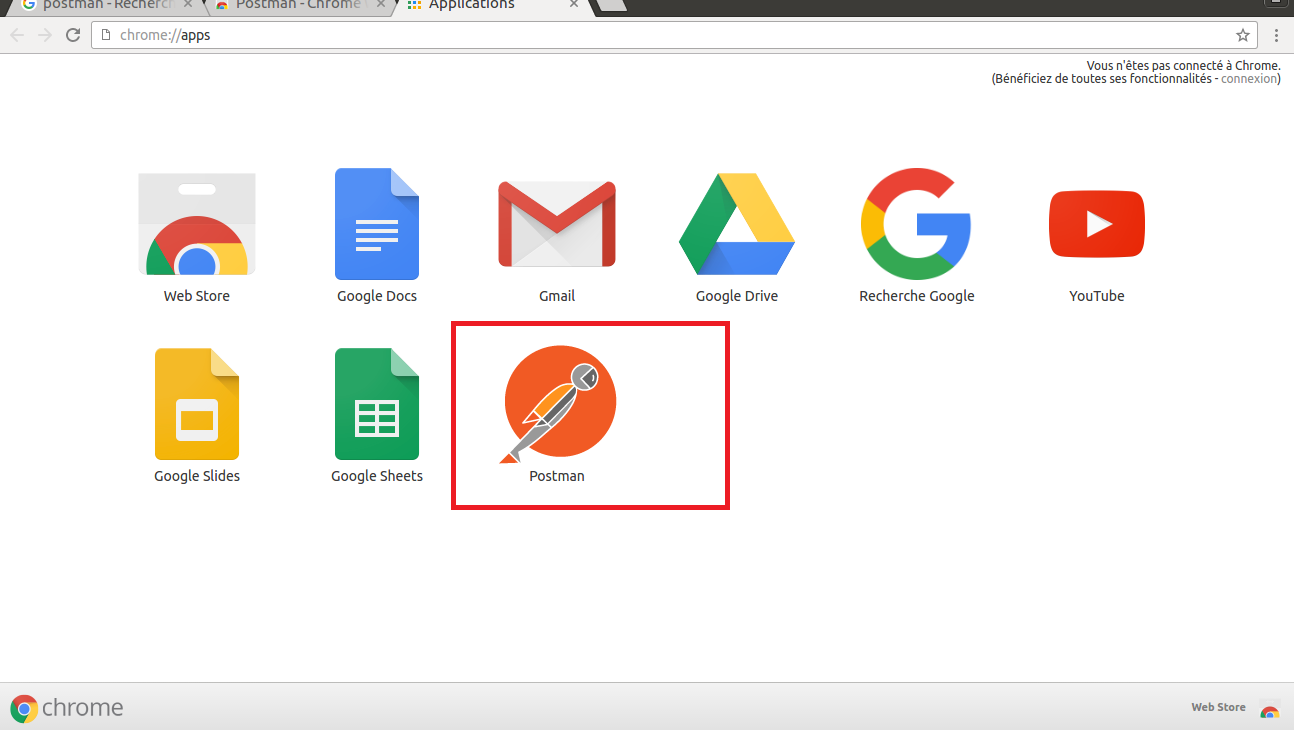 postman - Recherc
Postman - Chrome
Applications
chrome://apps
Vous n'êtes pas connecté à Chrome.
(Bénéficiez de toutes ses fonctionnalités - connexion)
Web Store
Google Docs
Gmail
Google Drive
Recherche Google
YouTube
Google Slides
Google Sheets
Postman
chrome
Web Store